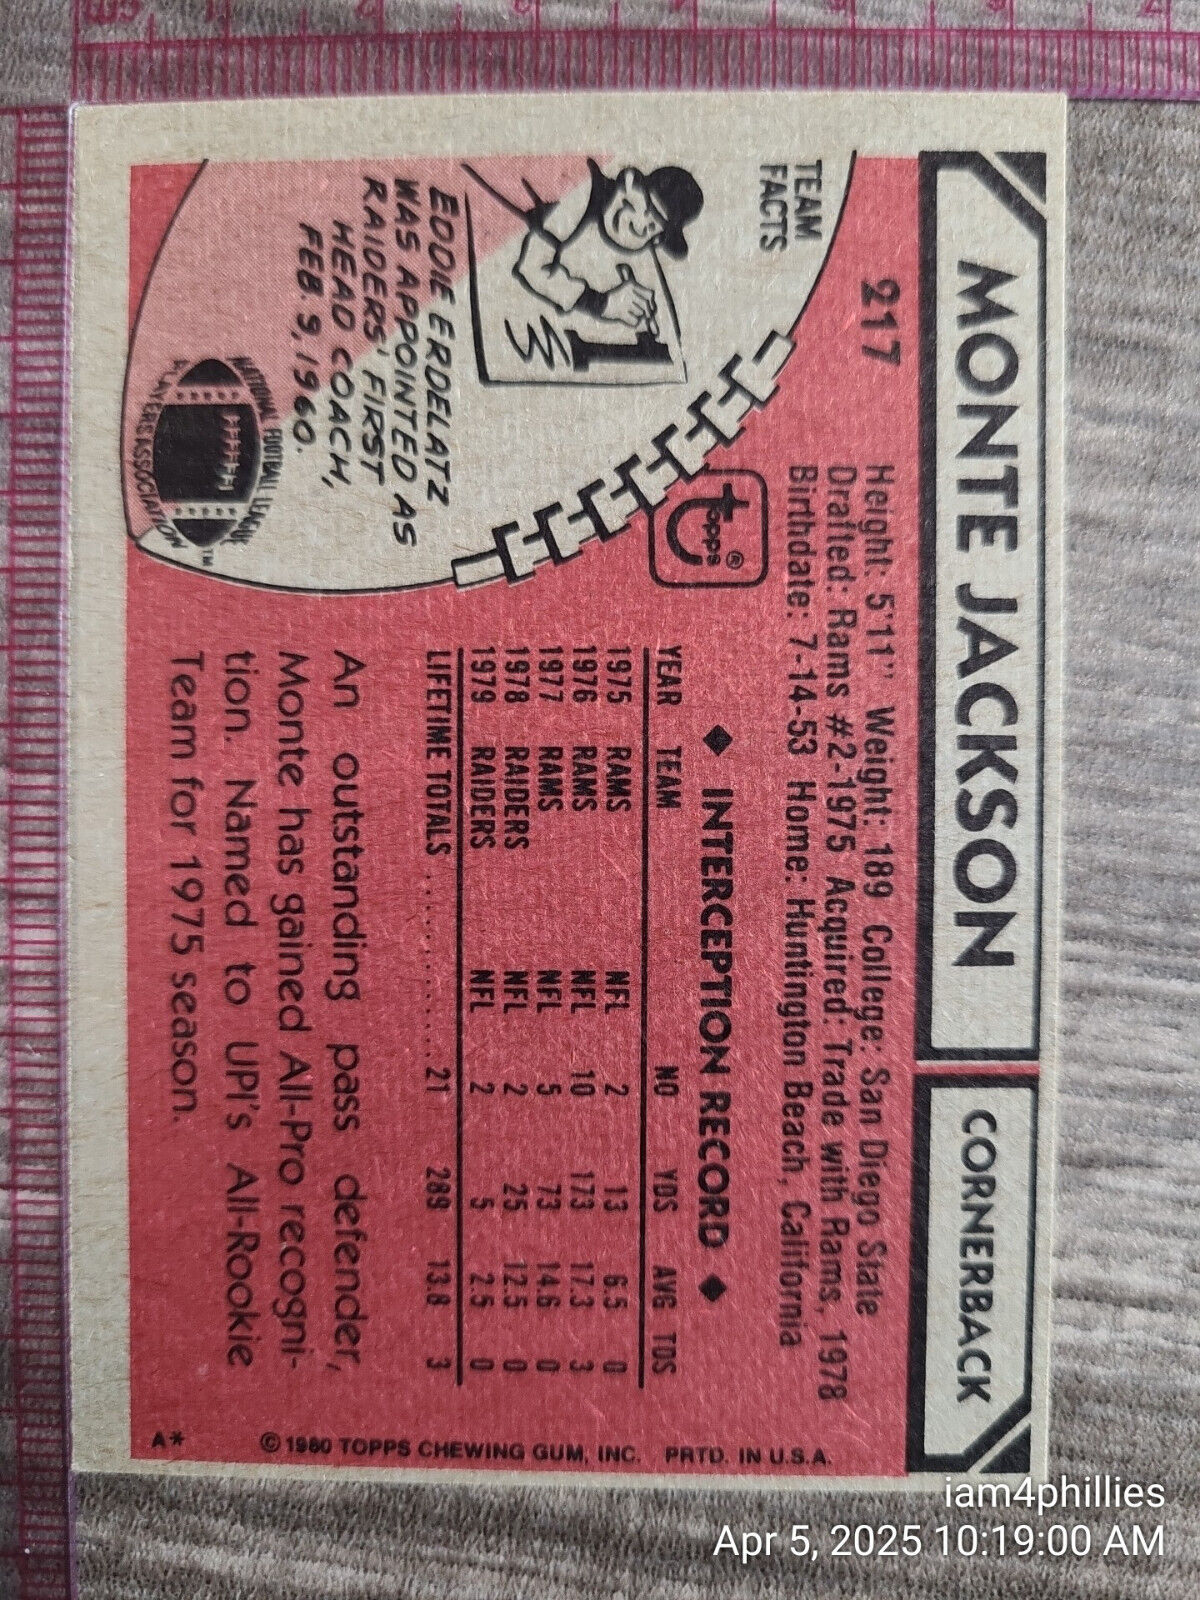 MONTE JACKSON
CORNERBACK
217
Height: 5'11" Weight: 189 College: San Diego State
Drafted: Rams #2-1975 Acquired: Trade with Rams, 1978
Birthdate: 7-14-53 Home: Huntington Beach, California
TEAM
FACTS
1
EDDIE ERDELATZ
WAS APPOINTED AS
RAIDERS' FIRST
HEAD COACH,
FEB. 9, 1960.
NATIONAL FOOTBALL LEAGUE
PLAYERS ASSOCIATION
TM
topps®
◆ INTERCEPTION RECORD ◆
YEAR TEAM NO YDS AVG TDS
1975 RAMS NFL 2 13 6.5 0
1976 RAMS NFL 10 173 17.3 3
1977 RAMS NFL 5 73 14.6 0
1978 RAIDERS NFL 2 25 12.5 0
1979 RAIDERS NFL 2 5 2.5 0
LIFETIME TOTALS .......... 21 289 13.8 3
An outstanding pass defender,
Monte has gained All-Pro recogni-
tion. Named to UPI's All-Rookie
Team for 1975 season.
A* © 1980 TOPPS CHEWING GUM, INC. PRTD. IN U.S.A.
iam4phillies
Apr 5, 2025 10:19:00 AM